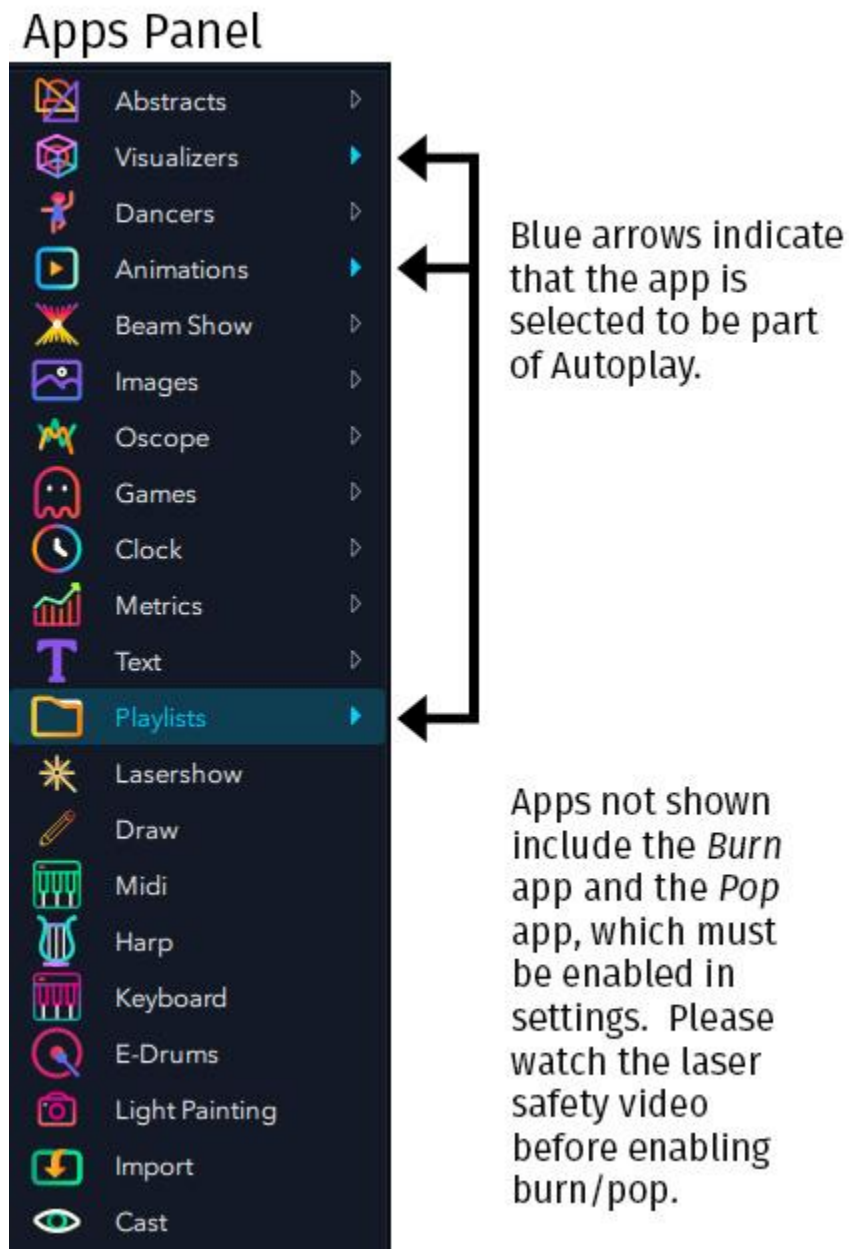 Apps Panel
Abstracts
Visualizers
Dancers
Animations
Beam Show
Images
Oscope
Games
Clock
Metrics
Text
Playlists
Lasershow
Draw
Midi
Harp
Keyboard
E-Drums
Light Painting
Import
Cast
Blue arrows indicate
that the app is
selected to be part
of Autoplay.
Apps not shown
include the Burn
app and the Pop
app, which must
be enabled in
settings.  Please
watch the laser
safety video
before enabling
burn/pop.